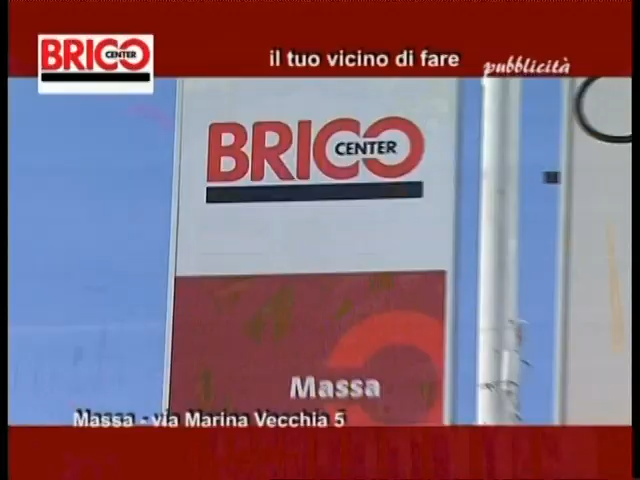 BRICO CENTER
il tuo vicino di fare
pubblicità
BRICO CENTER
Massa
Massa - via Marina Vecchia 5